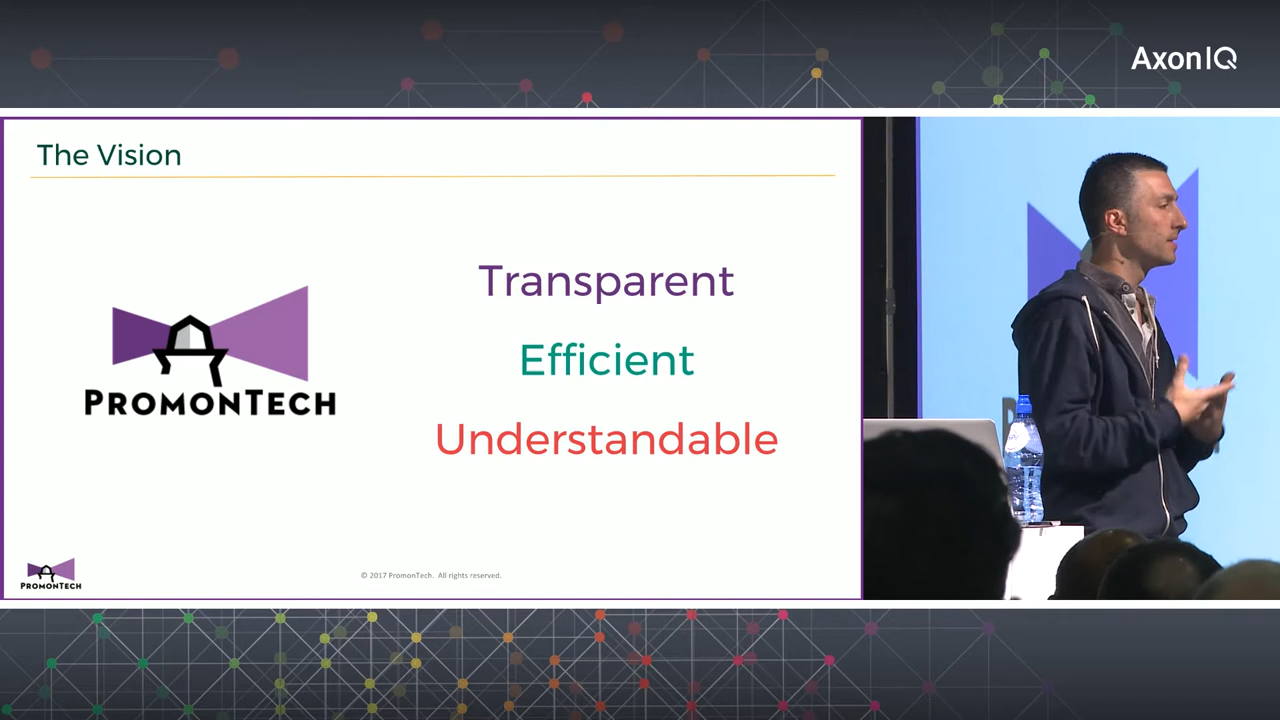 AxonIQ
The Vision
Transparent
Efficient
Understandable
PROMONTECH
PROMONTECH
© 2017 PromonTech. All rights reserved.